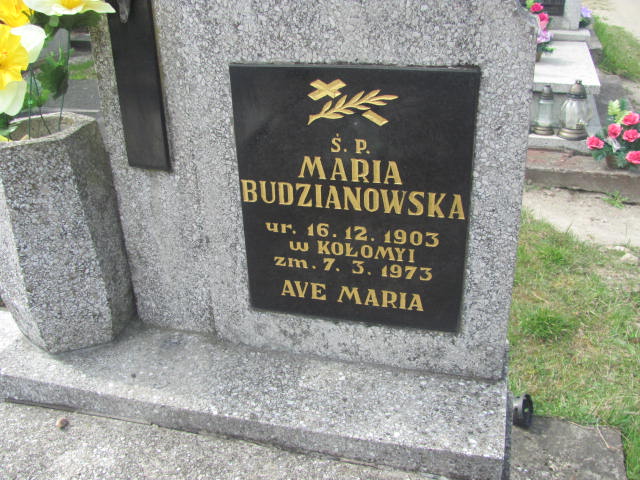 Ś. P.
MARIA
BUDZIANOWSKA
ur. 16. 12. 1903
w KOŁOMYI
zm. 7. 3. 1973
AVE MARIA